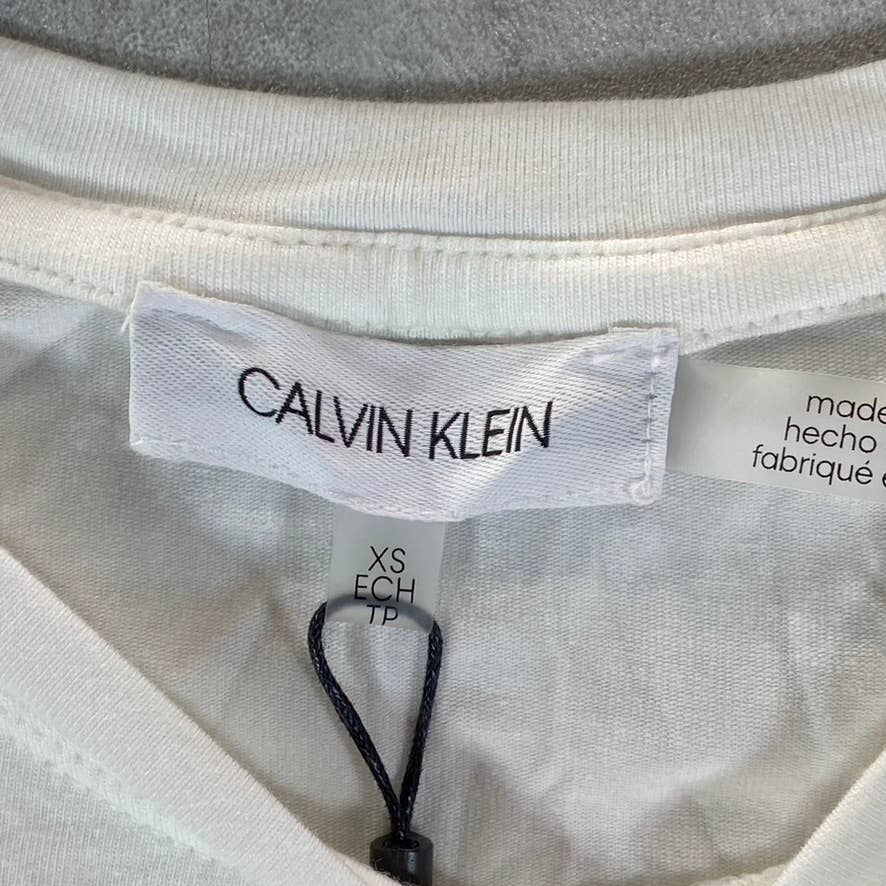 CALVIN KLEIN
XS
ECH
TP
made
hecho
fabriqué